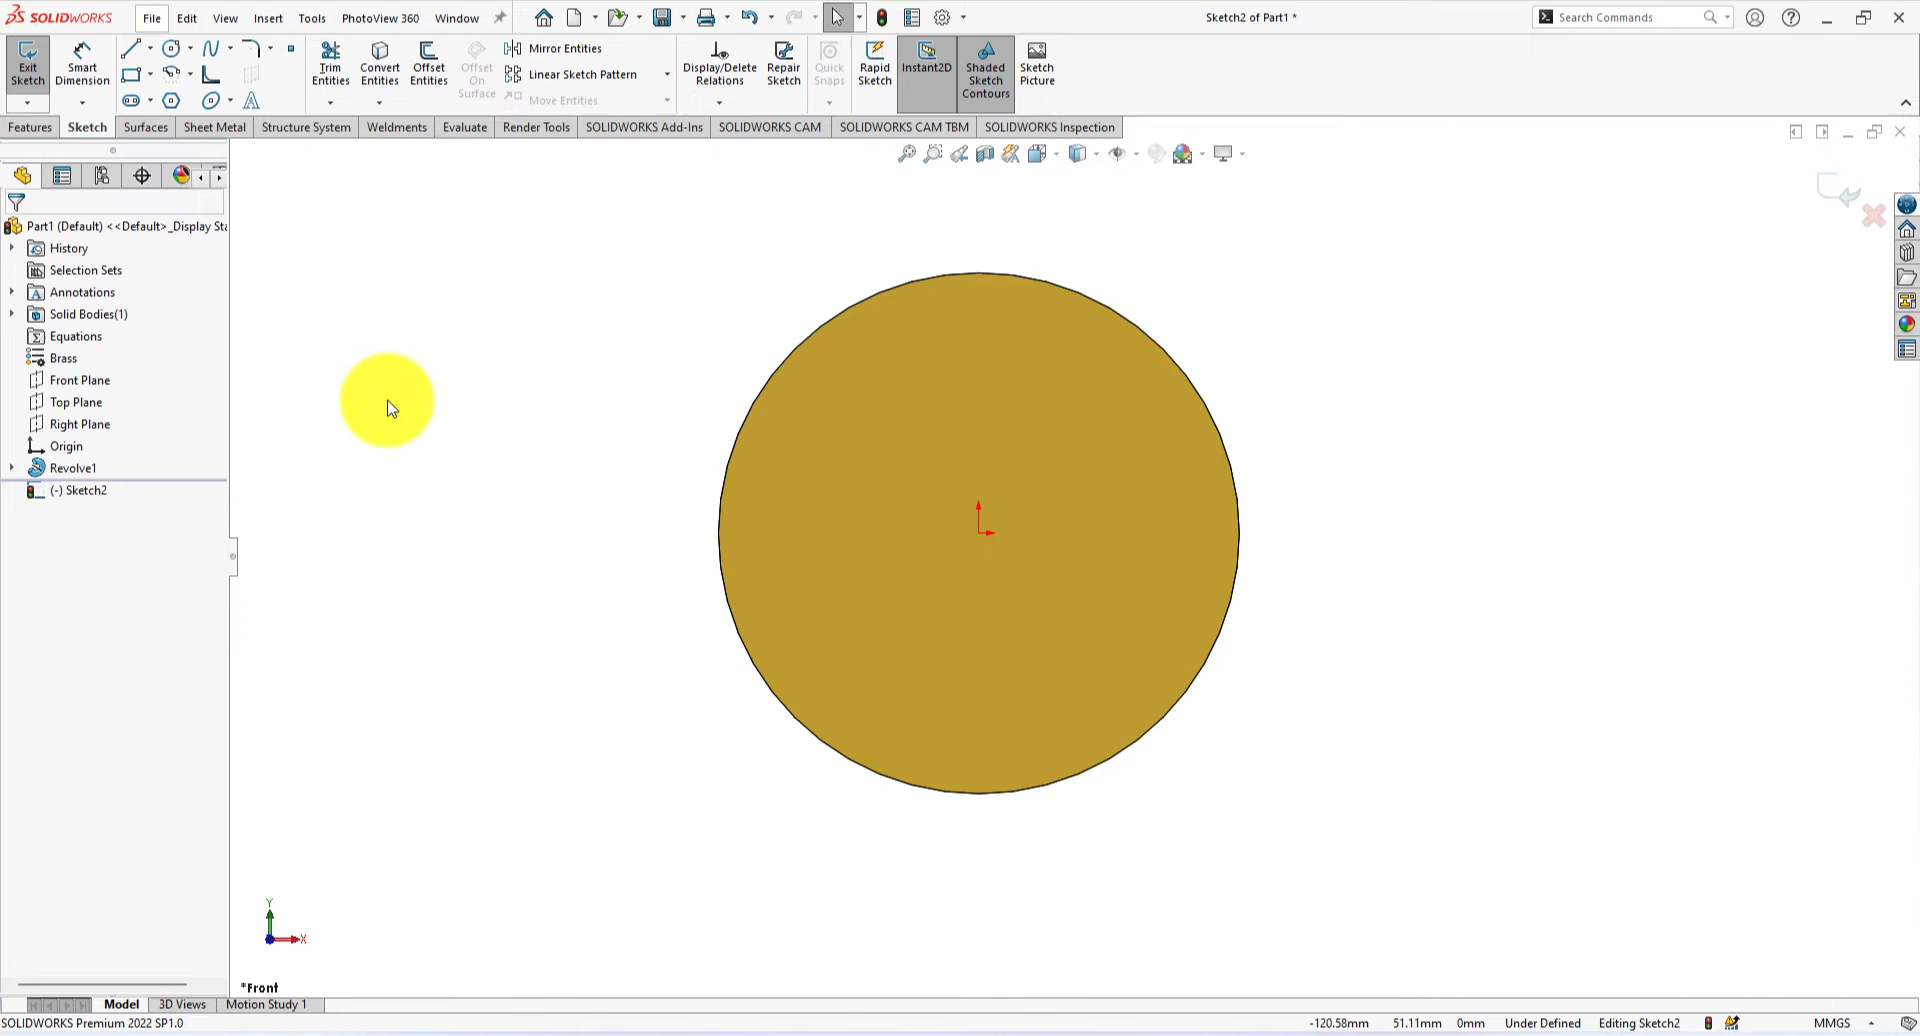 SOLIDWORKS File Edit View Insert Tools PhotoView 360 Window Sketch2 of Part1 * Search Commands
Exit Sketch
Smart Dimension
Trim Entities
Convert Entities
Offset Entities
Offset On Surface
Mirror Entities
Linear Sketch Pattern
Move Entities
Display/Delete Relations
Repair Sketch
Quick Snaps
Rapid Sketch
Instant2D
Shaded Sketch Contours
Sketch Picture
Features Sketch Surfaces Sheet Metal Structure System Weldments Evaluate Render Tools SOLIDWORKS Add-Ins SOLIDWORKS CAM SOLIDWORKS CAM TBM SOLIDWORKS Inspection
Part1 (Default) <<Default>_Display Sta
History
Selection Sets
Annotations
Solid Bodies(1)
Equations
Brass
Front Plane
Top Plane
Right Plane
Origin
Revolve1
(-) Sketch2
Y
X
*Front
Model 3D Views Motion Study 1
SOLIDWORKS Premium 2022 SP1.0 -120.58mm 51.11mm 0mm Under Defined Editing Sketch2 MMGS